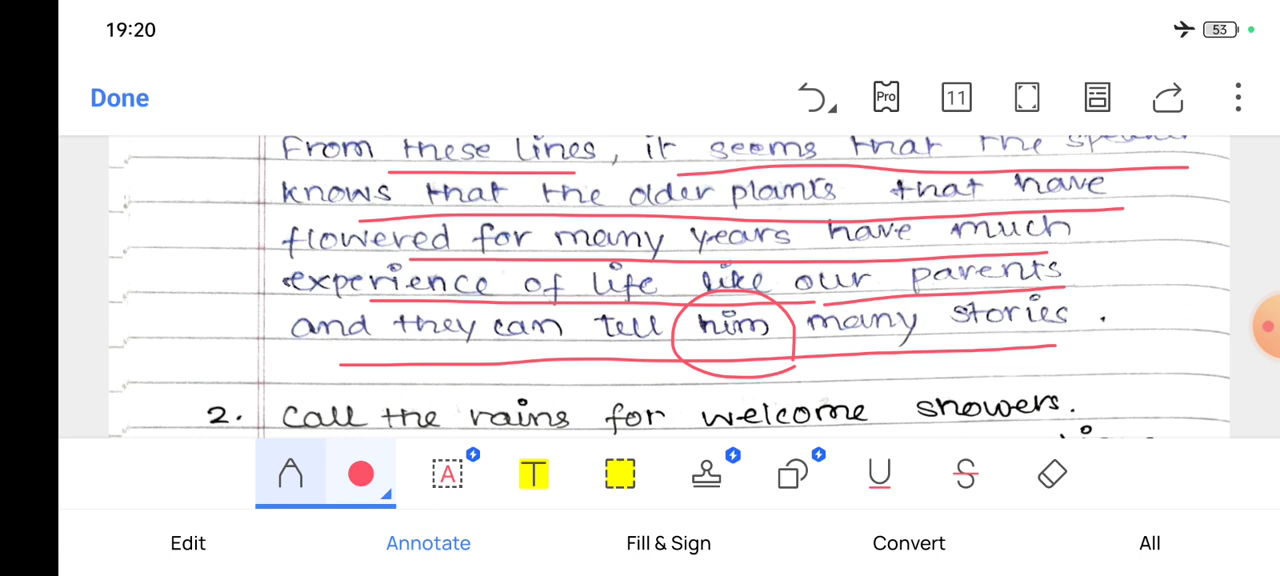 19:20
53
Done
Pro
11
From these lines, it seems that the
knows that the older plants that have
flowered for many years have much
experience of life like our parents
and they can tell him many stories.
2. Call the rains for welcome showers.
A
T
U
S
Edit
Annotate
Fill & Sign
Convert
All